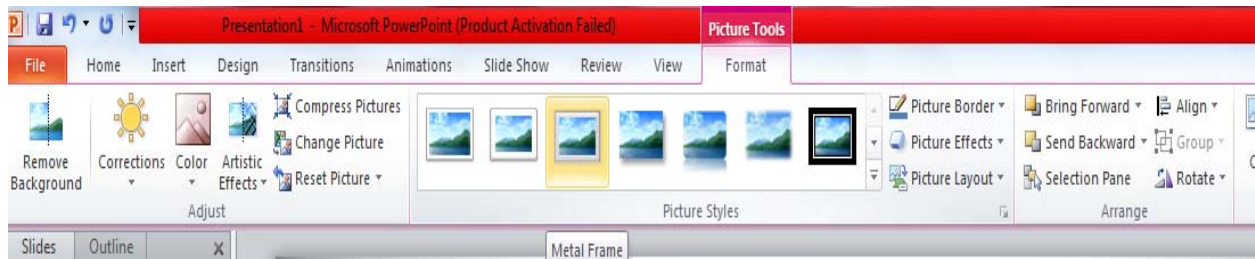 P Presentation1 - Microsoft PowerPoint (Product Activation Failed) Picture Tools
File Home Insert Design Transitions Animations Slide Show Review View Format
Compress Pictures Picture Border Bring Forward Align
Change Picture Picture Effects Send Backward Group
Remove Background Corrections Color Artistic Effects Reset Picture Picture Layout Selection Pane Rotate
Adjust Picture Styles Arrange
Slides Outline Metal Frame